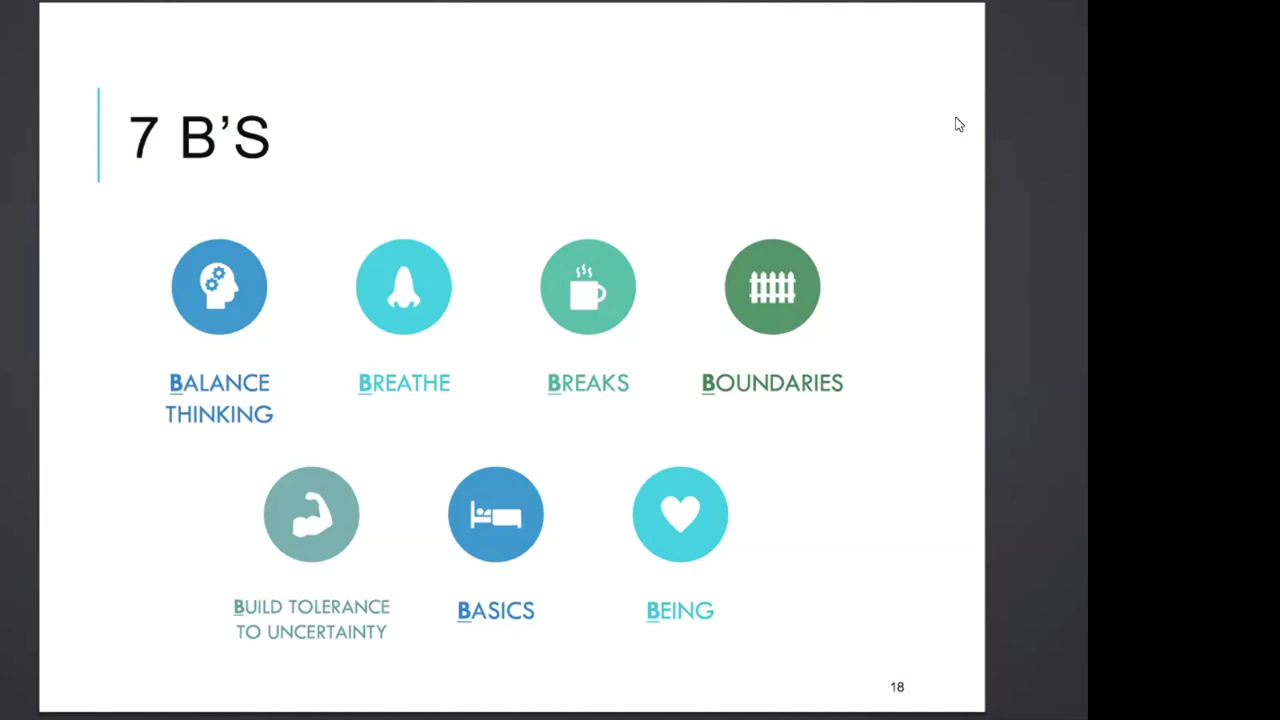 7 B’S
BALANCE
THINKING
BREATHE
BREAKS
BOUNDARIES
BUILD TOLERANCE
TO UNCERTAINTY
BASICS
BEING
18